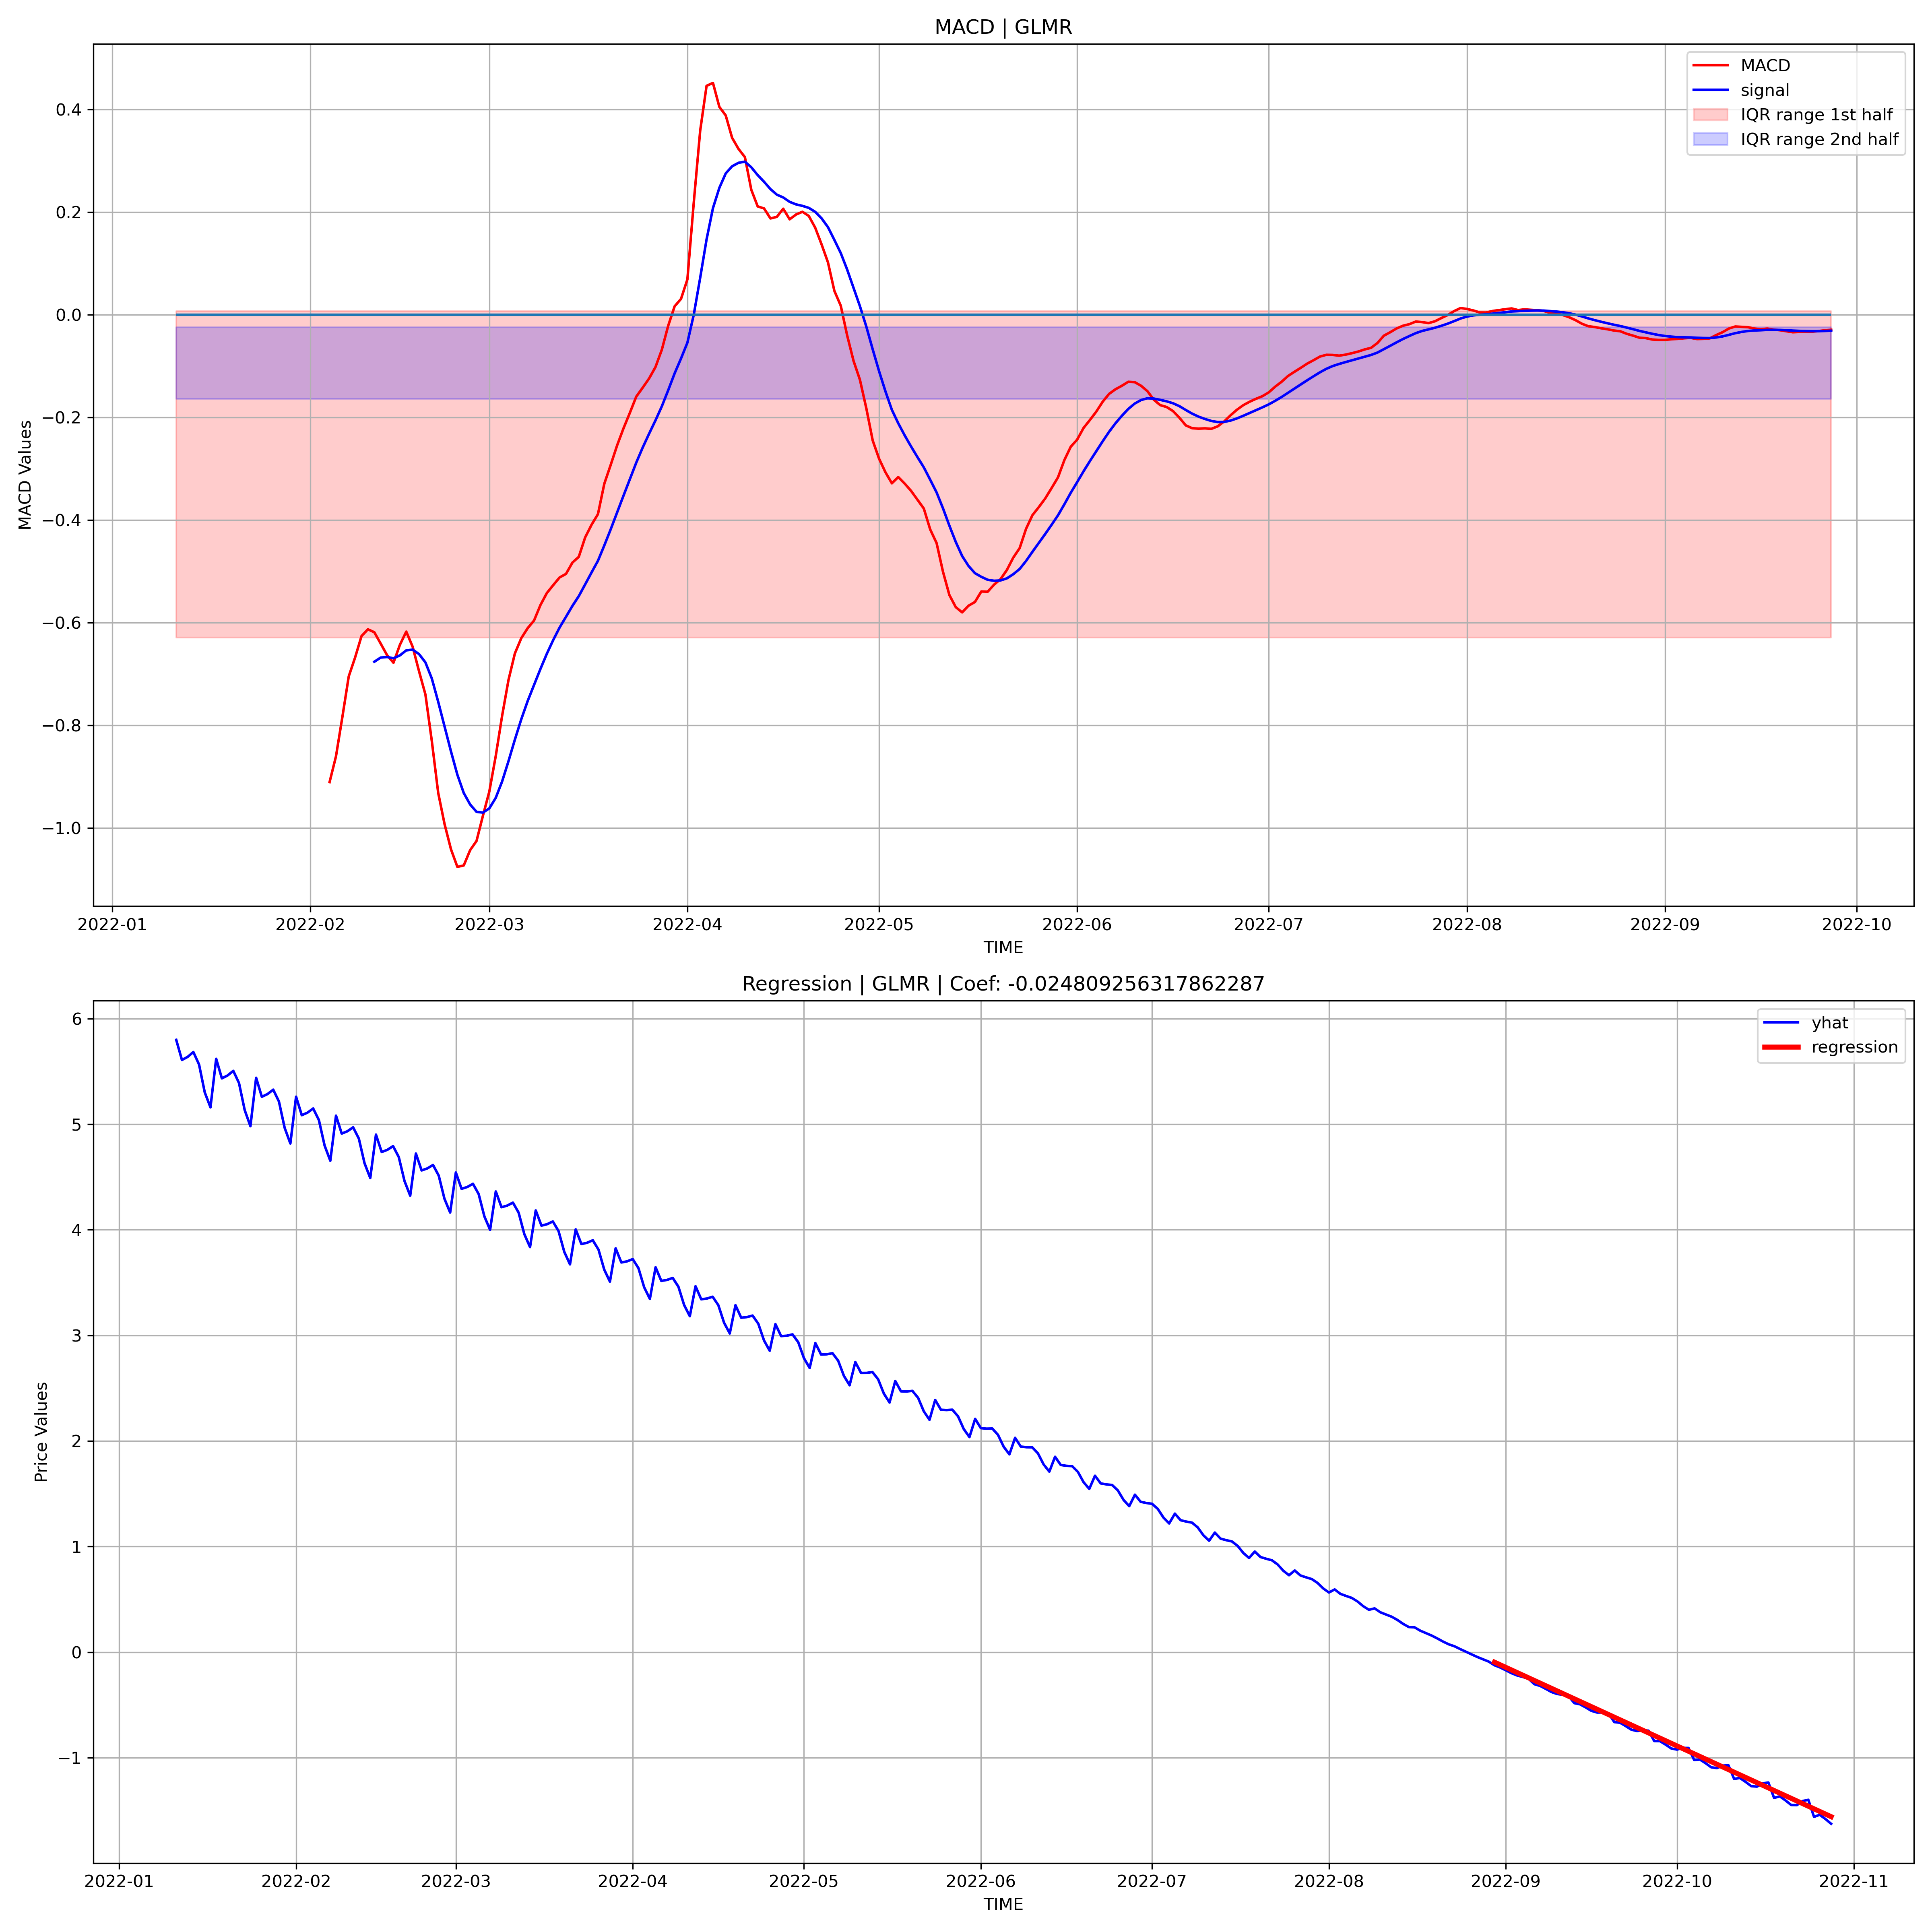 MACD | GLMR
MACD
signal
IQR range 1st half
IQR range 2nd half
0.4
0.2
0.0
−0.2
−0.4
−0.6
−0.8
−1.0
MACD Values
2022-01 2022-02 2022-03 2022-04 2022-05 2022-06 2022-07 2022-08 2022-09 2022-10
TIME
Regression | GLMR | Coef: -0.024809256317862287
yhat
regression
6
5
4
3
2
1
0
−1
Price Values
2022-01 2022-02 2022-03 2022-04 2022-05 2022-06 2022-07 2022-08 2022-09 2022-10 2022-11
TIME